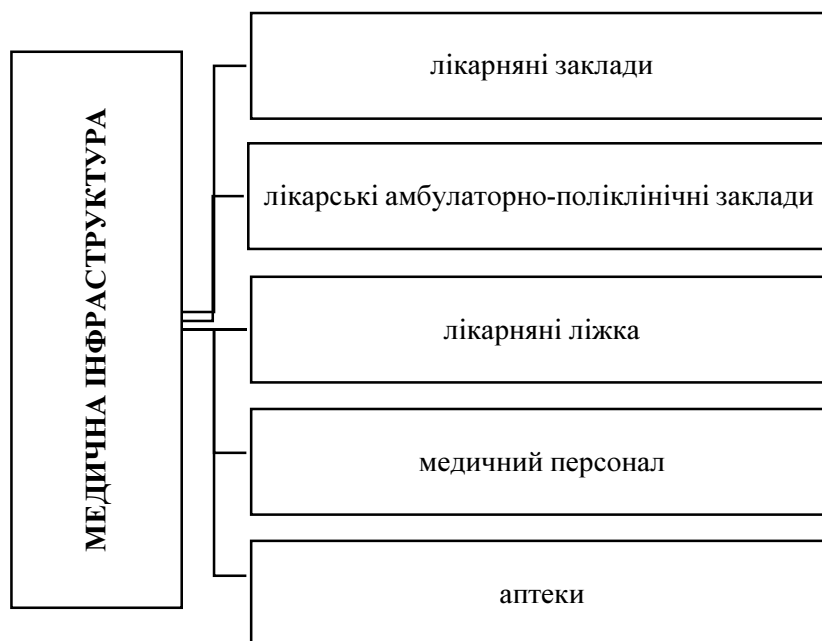 МЕДИЧНА ІНФРАСТРУКТУРА
лікарняні заклади
лікарські амбулаторно-поліклінічні заклади
лікарняні ліжка
медичний персонал
аптеки